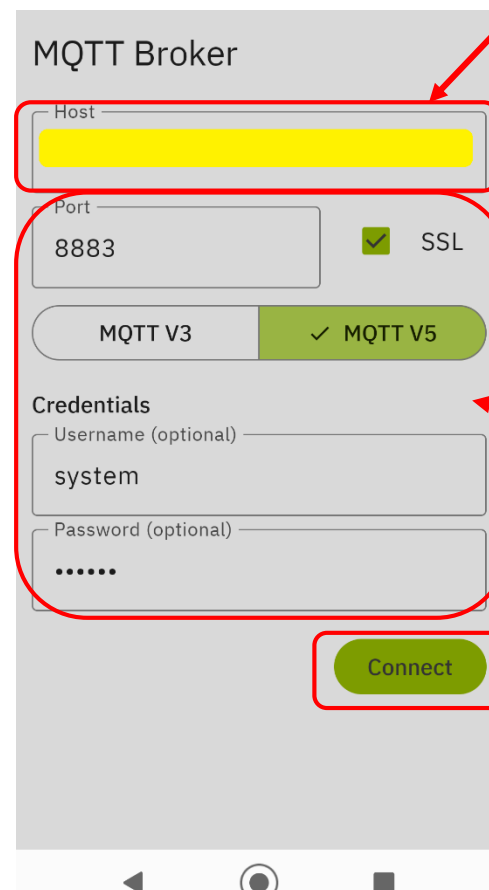 MQTT Broker
Host
Port
8883
SSL
MQTT V3
MQTT V5
Credentials
Username (optional)
system
Password (optional)
••••••
Connect